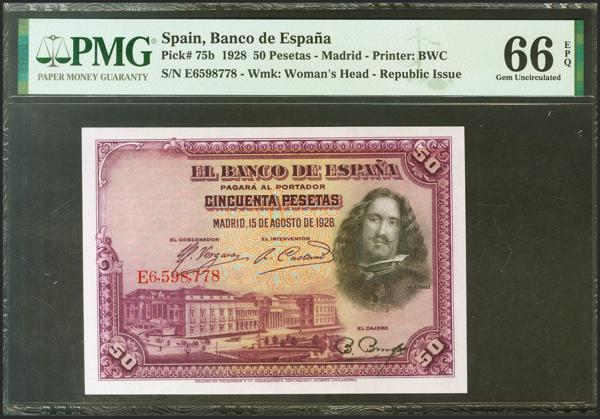 PMG
PAPER MONEY GUARANTY
Spain, Banco de España
Pick# 75b 1928 50 Pesetas - Madrid - Printer: BWC
S/N E6598778 - Wmk: Woman's Head - Republic Issue
66 EPQ
Gem Uncirculated
50
50
EL BANCO DE ESPAÑA
PAGARÁ AL PORTADOR
CINCUENTA PESETAS
MADRID, 15 DE AGOSTO DE 1928.
EL GOBERNADOR
EL INTERVENTOR
E6,598,778
EL CAJERO
50
50